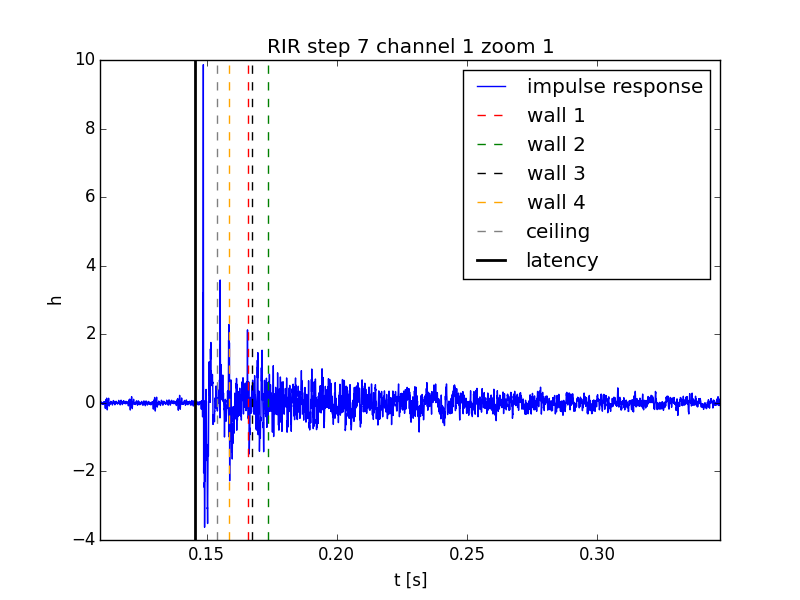 RIR step 7 channel 1 zoom 1
10
8
6
4
2
0
−2
−4
h
impulse response
wall 1
wall 2
wall 3
wall 4
ceiling
latency
0.15 0.20 0.25 0.30
t [s]